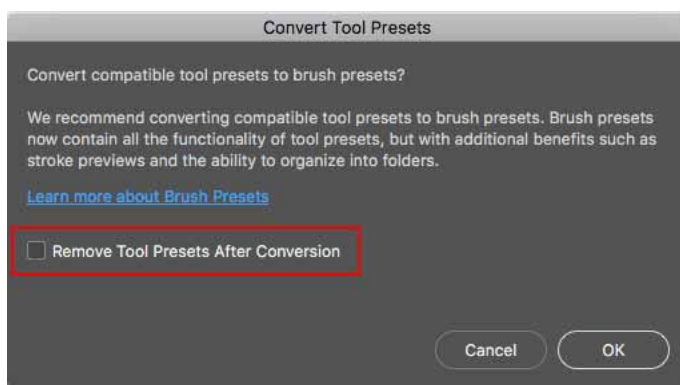 Convert Tool Presets
Convert compatible tool presets to brush presets?
We recommend converting compatible tool presets to brush presets. Brush presets
now contain all the functionality of tool presets, but with additional benefits such as
stroke previews and the ability to organize into folders.
Learn more about Brush Presets
Remove Tool Presets After Conversion
Cancel
OK